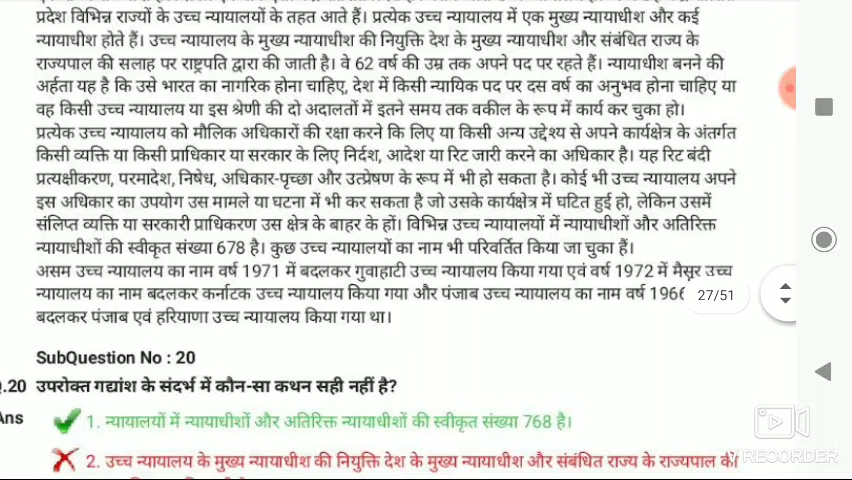 प्रदेश विभिन्न राज्यों के उच्च न्यायालयों के तहत आते हैं। प्रत्येक उच्च न्यायालय में एक मुख्य न्यायाधीश और कई
न्यायाधीश होते हैं। उच्च न्यायालय के मुख्य न्यायाधीश की नियुक्ति देश के मुख्य न्यायाधीश और संबंधित राज्य के
राज्यपाल की सलाह पर राष्ट्रपति द्वारा की जाती है। वे 62 वर्ष की उम्र तक अपने पद पर रहते हैं। न्यायाधीश बनने की
अर्हता यह है कि उसे भारत का नागरिक होना चाहिए, देश में किसी न्यायिक पद पर दस वर्ष का अनुभव होना चाहिए या
वह किसी उच्च न्यायालय या इस श्रेणी की दो अदालतों में इतने समय तक वकील के रूप में कार्य कर चुका हो।
प्रत्येक उच्च न्यायालय को मौलिक अधिकारों की रक्षा करने कि लिए या किसी अन्य उद्देश्य से अपने कार्यक्षेत्र के अंतर्गत
किसी व्यक्ति या किसी प्राधिकार या सरकार के लिए निर्देश, आदेश या रिट जारी करने का अधिकार है। यह रिट बंदी
प्रत्यक्षीकरण, परमादेश, निषेध, अधिकार-पृच्छा और उत्प्रेषण के रूप में भी हो सकता है। कोई भी उच्च न्यायालय अपने
इस अधिकार का उपयोग उस मामले या घटना में भी कर सकता है जो उसके कार्यक्षेत्र में घटित हुई हो, लेकिन उसमें
संलिप्त व्यक्ति या सरकारी प्राधिकरण उस क्षेत्र के बाहर के हों। विभिन्न उच्च न्यायालयों में न्यायाधीशों और अतिरिक्त
न्यायाधीशों की स्वीकृत संख्या 678 है। कुछ उच्च न्यायालयों का नाम भी परिवर्तित किया जा चुका हैं।
असम उच्च न्यायालय का नाम वर्ष 1971 में बदलकर गुवाहाटी उच्च न्यायालय किया गया एवं वर्ष 1972 में मैसूर उच्च
न्यायालय का नाम बदलकर कर्नाटक उच्च न्यायालय किया गया और पंजाब उच्च न्यायालय का नाम वर्ष 1966
27/51
बदलकर पंजाब एवं हरियाणा उच्च न्यायालय किया गया था।
SubQuestion No : 20
.20 उपरोक्त गद्यांश के संदर्भ में कौन-सा कथन सही नहीं है?
Ans 1. न्यायालयों में न्यायाधीशों और अतिरिक्त न्यायाधीशों की स्वीकृत संख्या 768 है।
2. उच्च न्यायालय के मुख्य न्यायाधीश की नियुक्ति देश के मुख्य न्यायाधीश और संबंधित राज्य के राज्यपाल की
V RECORDER